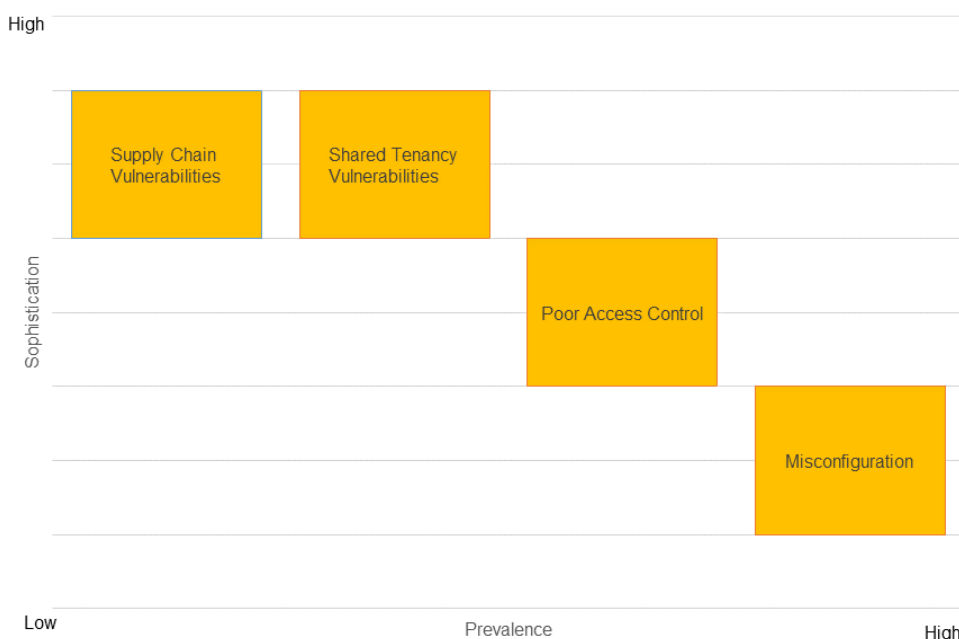 High
Supply Chain
Vulnerabilities
Shared Tenancy
Vulnerabilities
Sophistication
Poor Access Control
Misconfiguration
Low
Prevalence
High